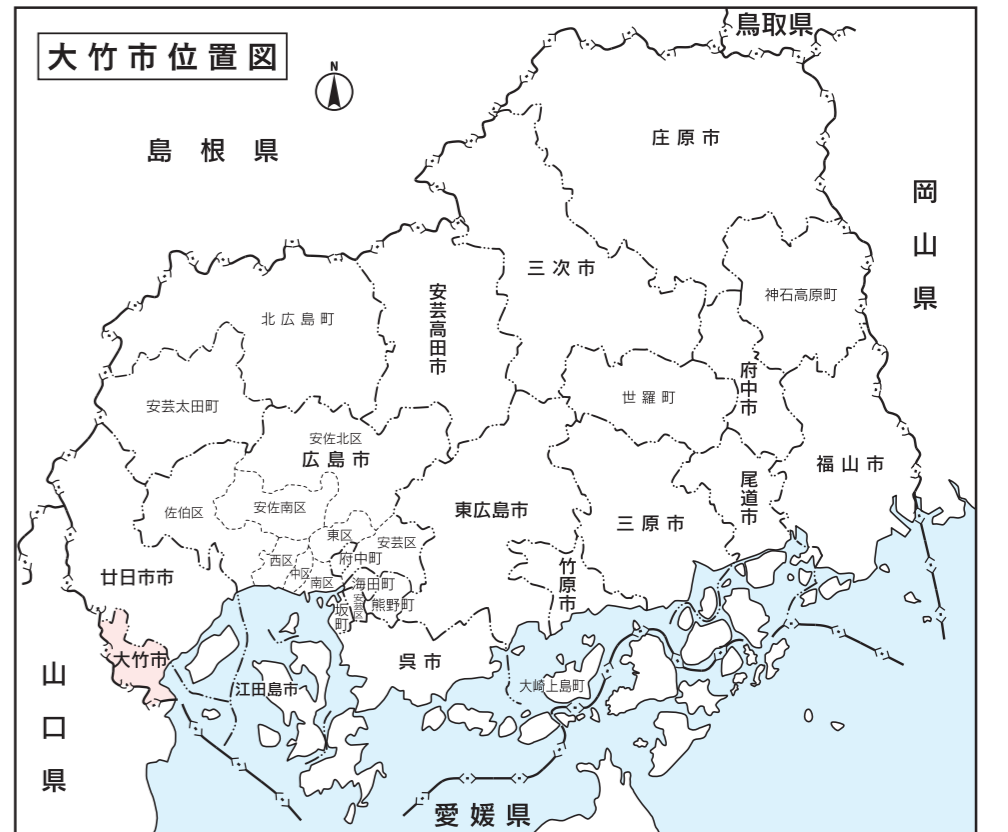 鳥取県
大竹市位置図
N
島根県
庄原市
岡山県
三次市
安芸高田市
神石高原町
北広島町
府中市
世羅町
安芸太田町
安佐北区
広島市
福山市
尾道市
佐伯区
安佐南区
東広島市
三原市
東区
安芸区
西区
府中町
中区
南区
海田町
廿日市市
竹原市
安芸区
熊野町
坂町
大竹市
呉市
山口県
江田島市
大崎上島町
愛媛県